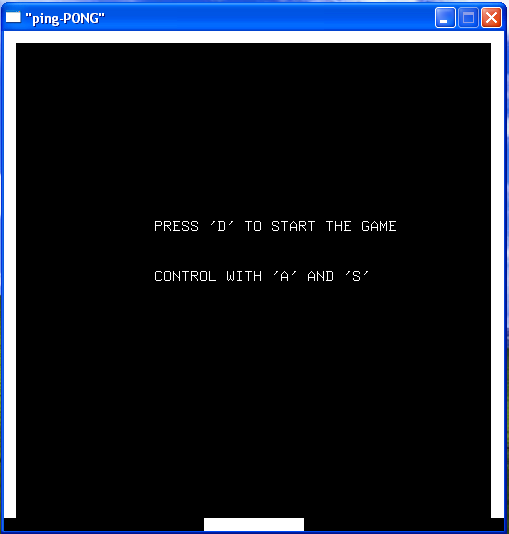 "ping-PONG"
PRESS 'D' TO START THE GAME
CONTROL WITH 'A' AND 'S'